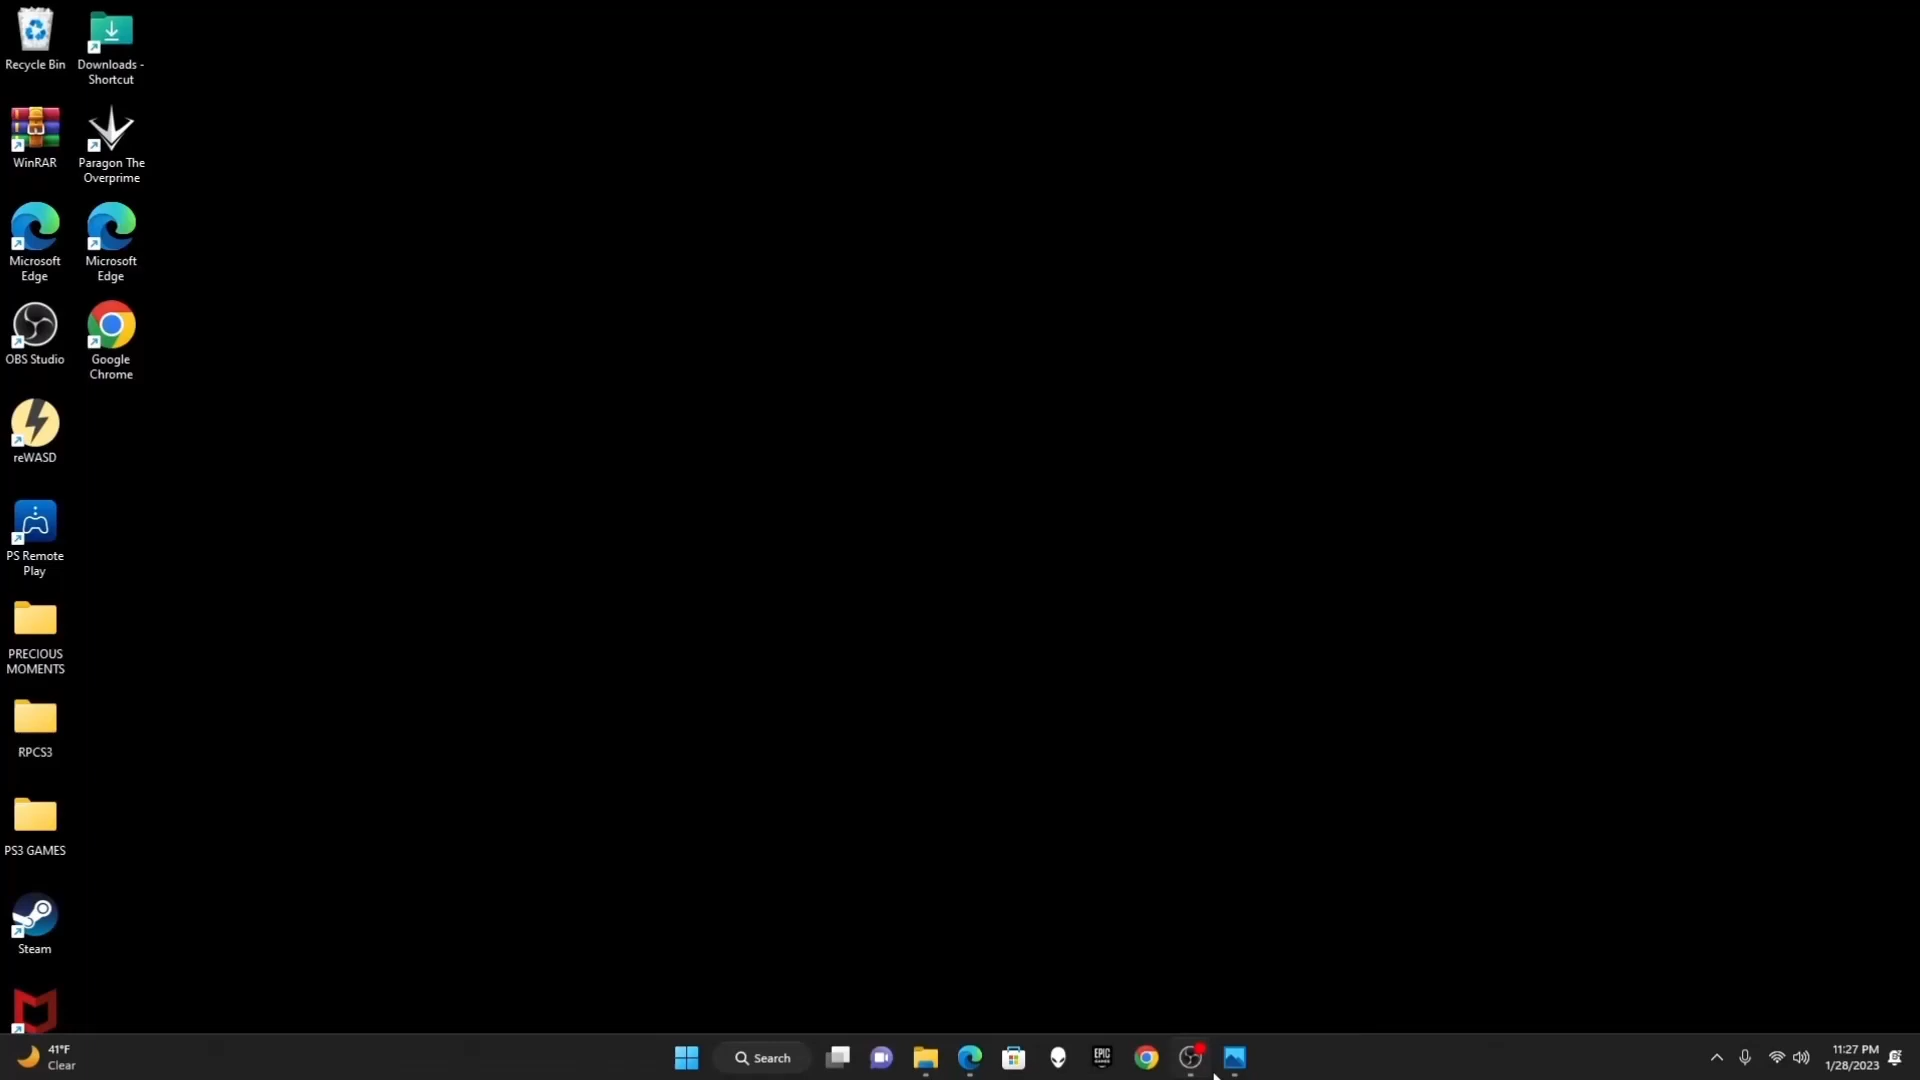 Recycle Bin
Downloads -
Shortcut
WinRAR
Paragon The
Overprime
Microsoft
Edge
Microsoft
Edge
OBS Studio
Google
Chrome
reWASD
PS Remote
Play
PRECIOUS
MOMENTS
RPCS3
PS3 GAMES
Steam
41°F
Clear
Search
EPIC
GAMES
11:27 PM
1/28/2023